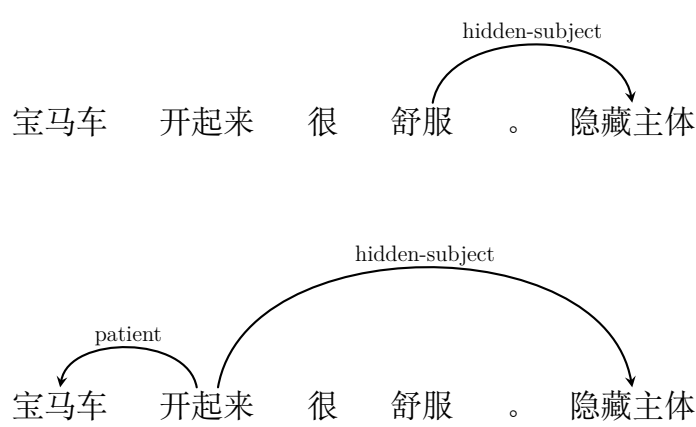 hidden-subject
宝马车 开起来 很 舒服 。 隐藏主体
hidden-subject
patient
宝马车 开起来 很 舒服 。 隐藏主体